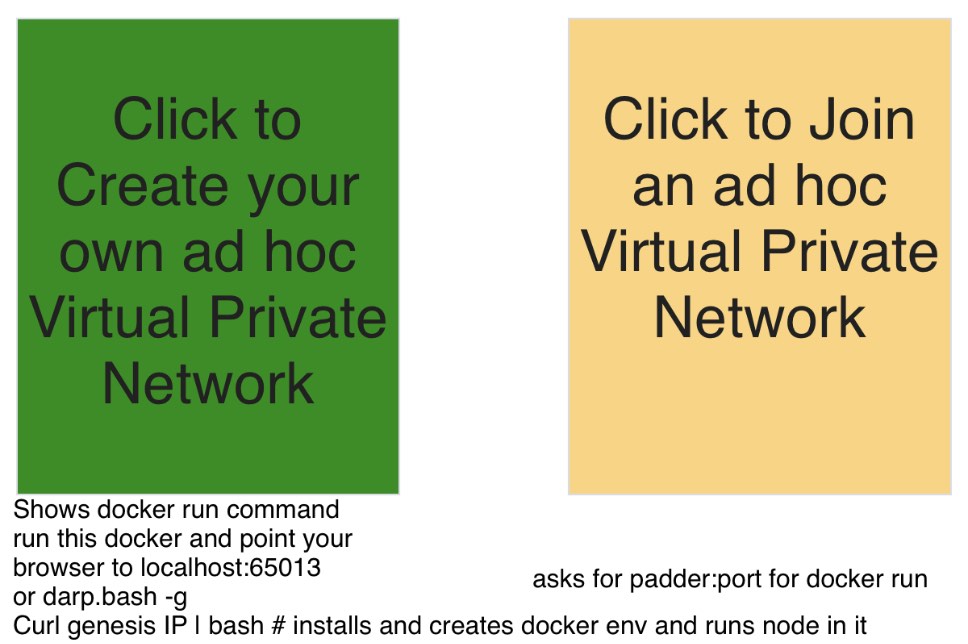 Click to
Create your
own ad hoc
Virtual Private
Network
Click to Join
an ad hoc
Virtual Private
Network
Shows docker run command
run this docker and point your
browser to localhost:65013
or darp.bash -g
asks for padder:port for docker run
Curl genesis IP | bash # installs and creates docker env and runs node in it